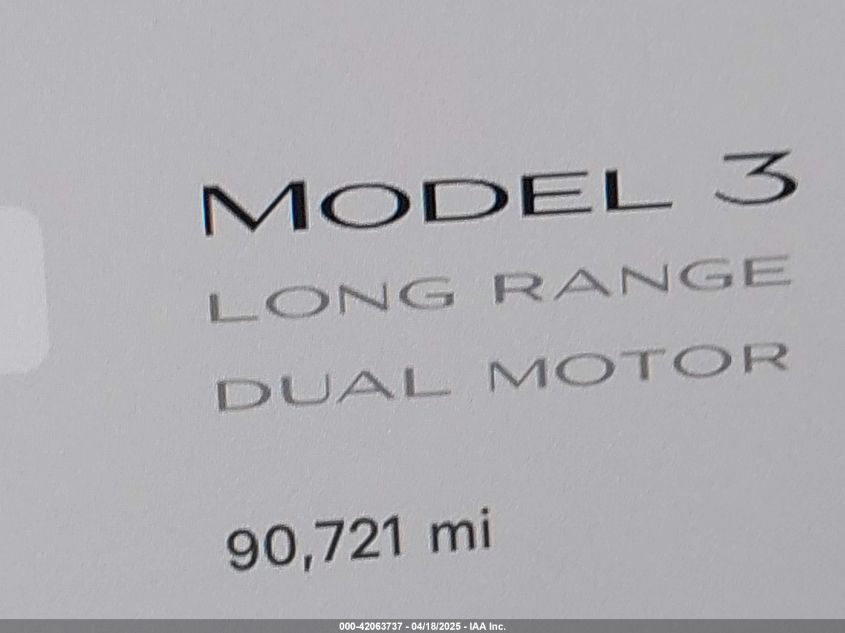 MODEL 3
LONG RANGE
DUAL MOTOR
90,721 mi
000-42063737 - 04/18/2025 - IAA Inc.